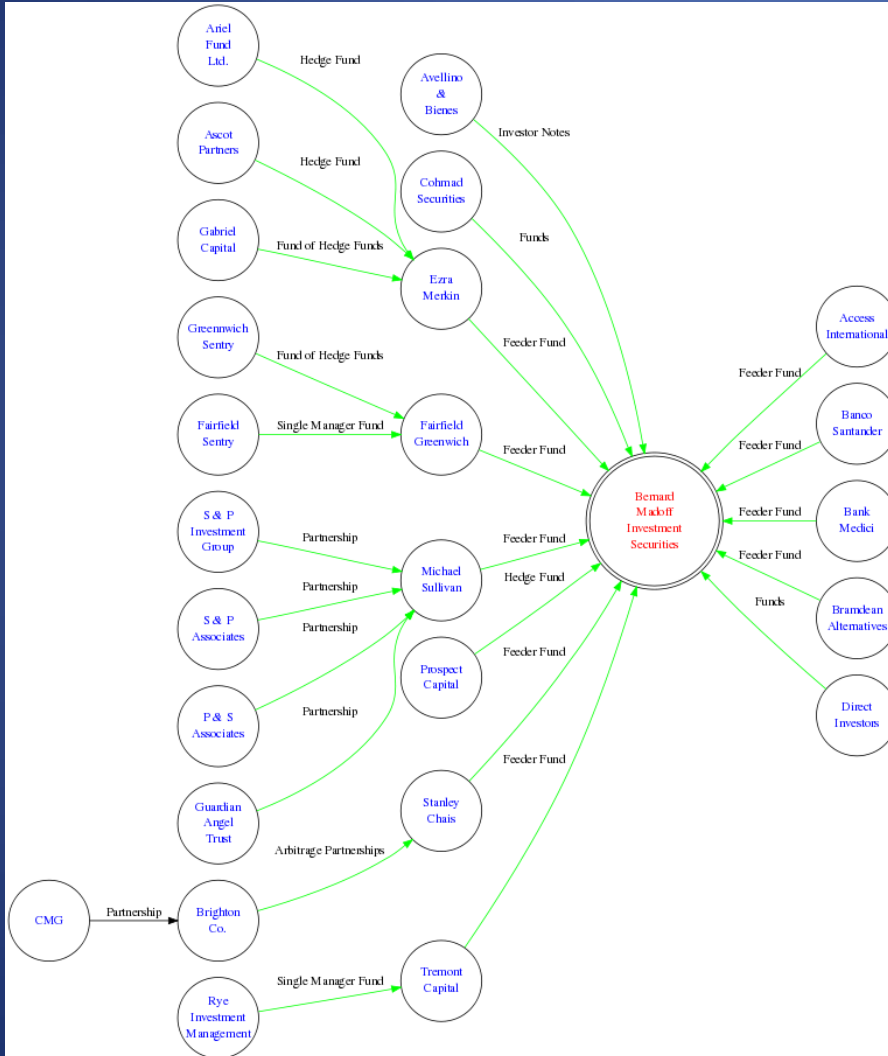 Ariel
Fund
Ltd.
Hedge Fund
Avellino
&
Bienes
Investor Notes
Ascot
Partners
Hedge Fund
Cohmad
Securities
Funds
Gabriel
Capital
Fund of Hedge Funds
Ezra
Merkin
Feeder Fund
Greennwich
Sentry
Fund of Hedge Funds
Fairfield
Sentry
Single Manager Fund
Fairfield
Greenwich
Feeder Fund
S & P
Investment
Group
Partnership
Michael
Sullivan
Feeder Fund
S & P
Associates
Partnership
Partnership
P & S
Associates
Partnership
Prospect
Capital
Hedge Fund
Guardian
Angel
Trust
Stanley
Chais
Feeder Fund
Arbitrage Partnerships
CMG
Partnership
Brighton
Co.
Rye
Investment
Management
Single Manager Fund
Tremont
Capital
Feeder Fund
Bernard
Madoff
Investment
Securities
Access
International
Feeder Fund
Banco
Santander
Feeder Fund
Bank
Medici
Feeder Fund
Bramdean
Alternatives
Feeder Fund
Direct
Investors
Funds